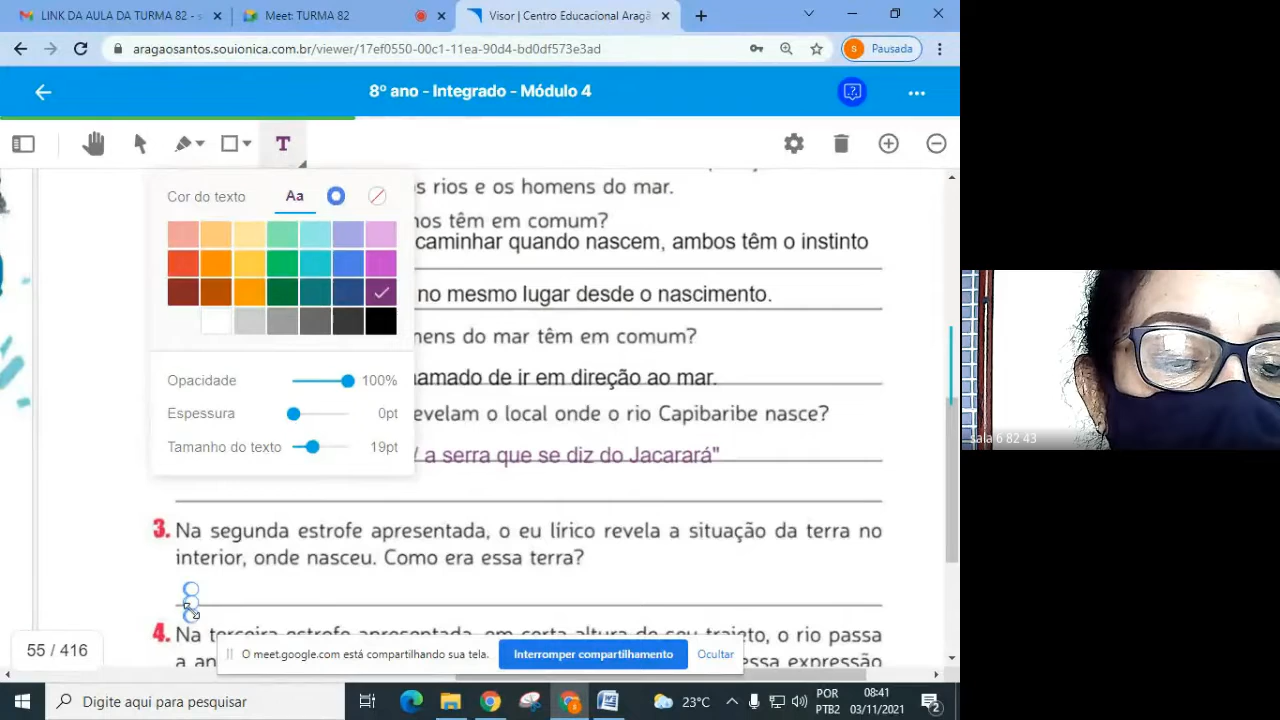 LINK DA AULA DA TURMA 82 - s
Meet: TURMA 82
Visor | Centro Educacional Aragã
aragaosantos.souionica.com.br/viewer/17ef0550-00c1-11ea-90d4-bd0df573e3ad
S Pausada
8º ano - Integrado - Módulo 4
T
Cor do texto Aa
Opacidade 100%
Espessura 0pt
Tamanho do texto 19pt
s rios e os homens do mar.
nos têm em comum?
caminhar quando nascem, ambos têm o instinto
no mesmo lugar desde o nascimento.
mens do mar têm em comum?
hamado de ir em direção ao mar.
evelam o local onde o rio Capibaribe nasce?
/ a serra que se diz do Jacarará"
3. Na segunda estrofe apresentada, o eu lírico revela a situação da terra no
interior, onde nasceu. Como era essa terra?
4. Na terceira estrofe apresentada, em certa altura do seu trajeto, o rio passa
essa expressão
55 / 416
O meet.google.com está compartilhando sua tela.
Interromper compartilhamento
Ocultar
sala 6 82 43
Digite aqui para pesquisar
23°C
POR
PTB2
08:41
03/11/2021
2